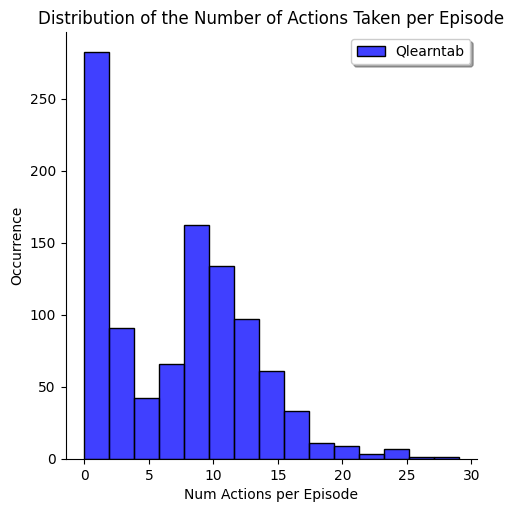 Distribution of the Number of Actions Taken per Episode
Qlearntab
Occurrence
250
200
150
100
50
0
0 5 10 15 20 25 30
Num Actions per Episode